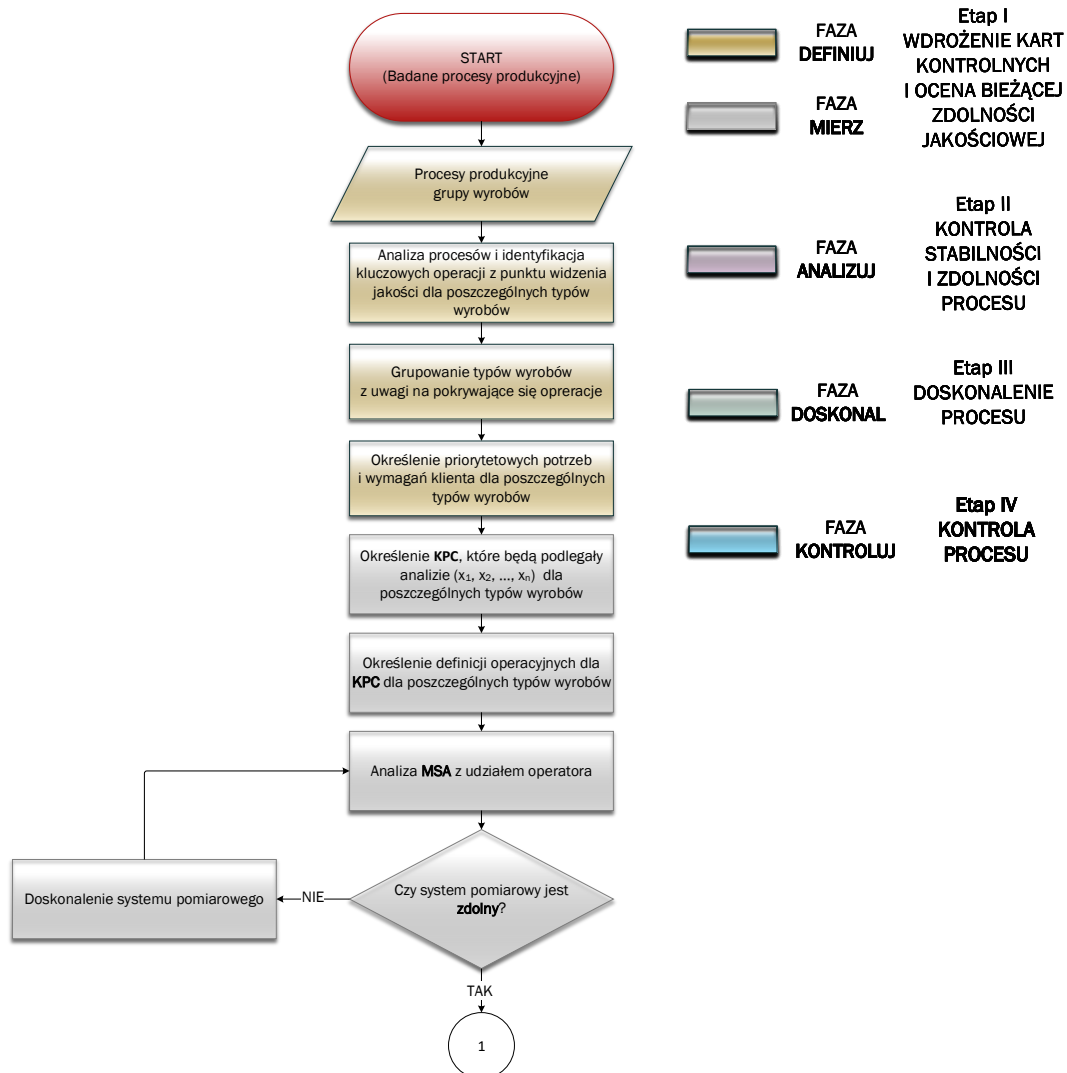 START
(Badane procesy produkcyjne)
Procesy produkcyjne
grupy wyrobów
Analiza procesów i identyfikacja
kluczowych operacji z punktu widzenia
jakości dla poszczególnych typów
wyrobów
Grupowanie typów wyrobów
z uwagi na pokrywające się opreracje
Określenie priorytetowych potrzeb
i wymagań klienta dla poszczególnych
typów wyrobów
Określenie KPC, które będą podlegały
analizie (x₁, x₂, ..., xₙ) dla
poszczególnych typów wyrobów
Określenie definicji operacyjnych dla
KPC dla poszczególnych typów wyrobów
Analiza MSA z udziałem operatora
Czy system pomiarowy jest
zdolny?
NIE
Doskonalenie systemu pomiarowego
TAK
1
FAZA
DEFINIUJ
FAZA
MIERZ
Etap I
WDROŻENIE KART
KONTROLNYCH
I OCENA BIEŻĄCEJ
ZDOLNOŚCI
JAKOŚCIOWEJ
FAZA
ANALIZUJ
Etap II
KONTROLA
STABILNOŚCI
I ZDOLNOŚCI
PROCESU
FAZA
DOSKONAL
Etap III
DOSKONALENIE
PROCESU
FAZA
KONTROLUJ
Etap IV
KONTROLA
PROCESU